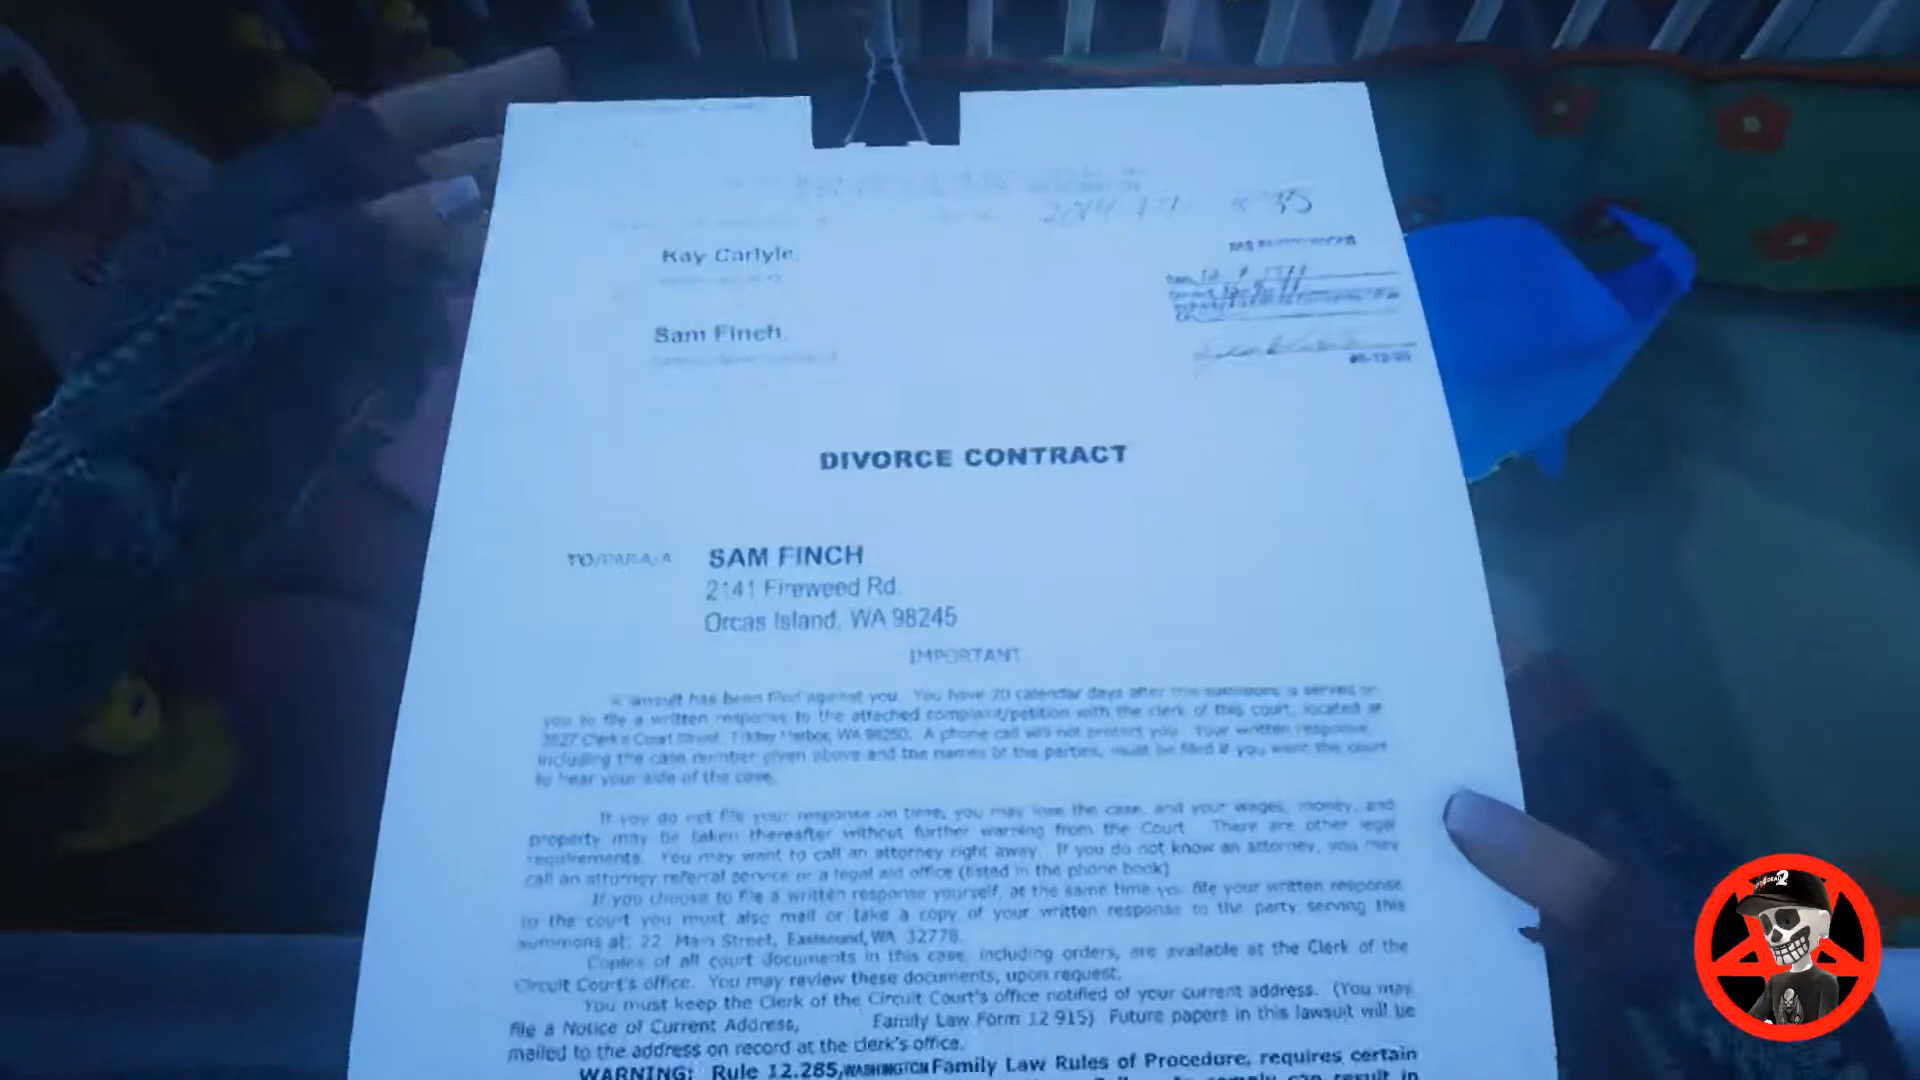 Kay Carlyle,
Sam Finch,
DIVORCE CONTRACT
SAM FINCH
2141 Fireweed Rd.
Orcas Island, WA 98245
IMPORTANT
A lawsuit has been filed against you. You have 20 calendar days after this summons is served on
you to file a written response to the attached complaint/petition with the clerk of this court, located at
3827 Clerk's Court Street, Friday Harbor, WA 98250. A phone call will not protect you. Your written response,
including the case number given above and the names of the parties, must be filed if you want the court
to hear your side of the case.
If you do not file your response on time, you may lose the case, and your wages, money, and
property may be taken thereafter without further warning from the Court. There are other legal
requirements. You may want to call an attorney right away. If you do not know an attorney, you may
call an attorney referral service or a legal aid office (listed in the phone book)
If you choose to file a written response yourself, at the same time you file your written response
to the court you must also mail or take a copy of your written response to the party serving this
summons at: 22 Main Street, Eastsound, WA 32778.
Copies of all court documents in this case, including orders, are available at the Clerk of the
Circuit Court's office. You may review these documents, upon request.
You must keep the Clerk of the Circuit Court's office notified of your current address. (You may
file a Notice of Current Address, Family Law Form 12 915) Future papers in this lawsuit will be
mailed to the address on record at the clerk's office.
WARNING: Rule 12.285, WASHINGTON Family Law Rules of Procedure, requires certain